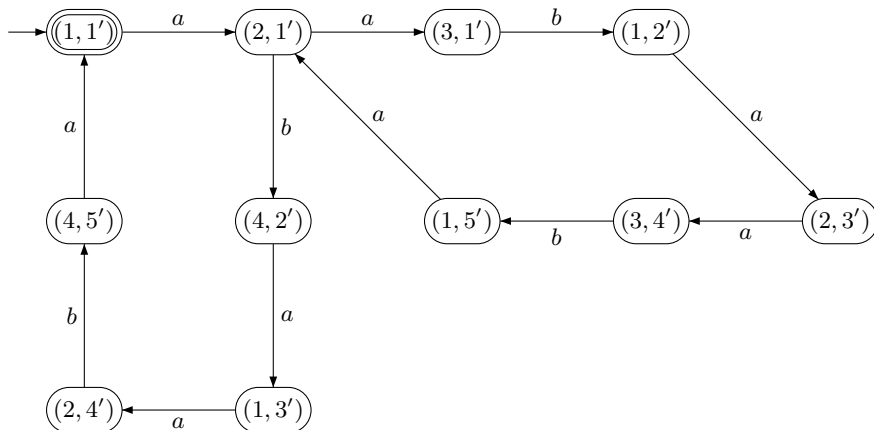 (1, 1′) a (2, 1′) a (3, 1′) b (1, 2′)
a b a a
(4, 5′) (4, 2′) (1, 5′) b (3, 4′) a (2, 3′)
b a
(2, 4′) a (1, 3′)